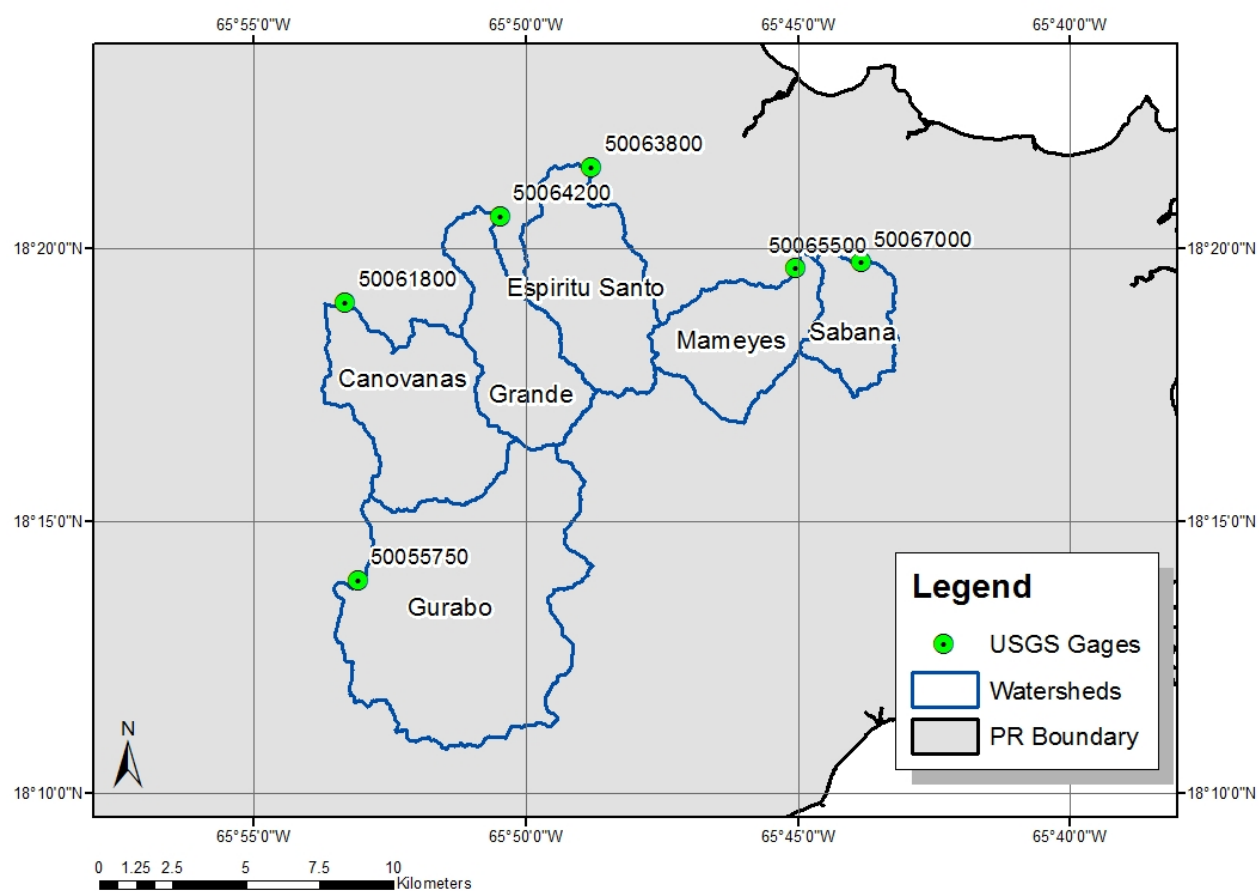 65°55'0"W 65°50'0"W 65°45'0"W 65°40'0"W
50063800
50064200
18°20'0"N 50065500 50067000 18°20'0"N
50061800
Espiritu Santo
Mameyes Sabana
Canovanas
Grande
18°15'0"N 18°15'0"N
50055750
Gurabo
Legend
USGS Gages
Watersheds
PR Boundary
N
18°10'0"N 18°10'0"N
65°55'0"W 65°50'0"W 65°45'0"W 65°40'0"W
0 1.25 2.5 5 7.5 10
Kilometers